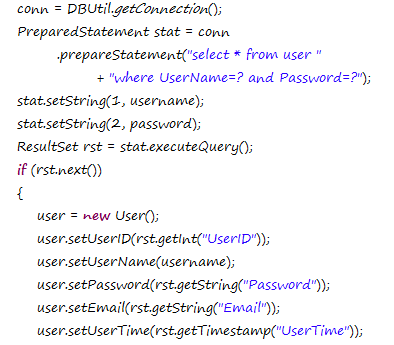 conn = DBUtil.getConnection();
PreparedStatement stat = conn
.prepareStatement("select * from user "
+ "where UserName=? and Password=?");
stat.setString(1, username);
stat.setString(2, password);
ResultSet rst = stat.executeQuery();
if (rst.next())
{
user = new User();
user.setUserID(rst.getInt("UserID"));
user.setUserName(username);
user.setPassword(rst.getString("Password"));
user.setEmail(rst.getString("Email"));
user.setUserTime(rst.getTimestamp("UserTime"));